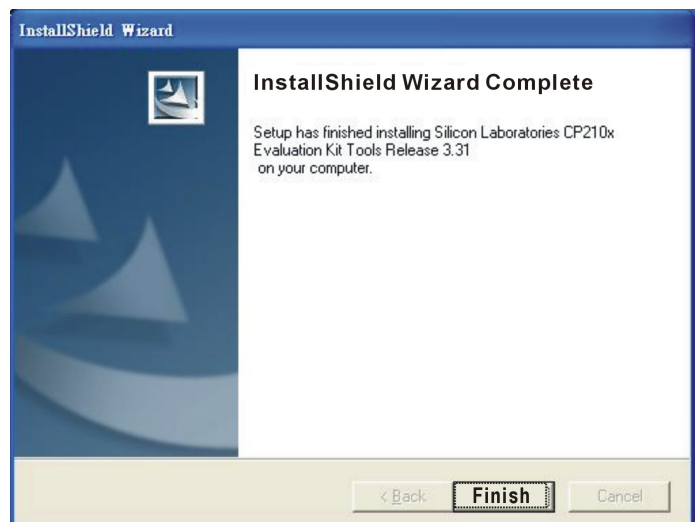 InstallShield Wizard
InstallShield Wizard Complete
Setup has finished installing Silicon Laboratories CP210x
Evaluation Kit Tools Release 3.31
on your computer.
< Back
Finish
Cancel